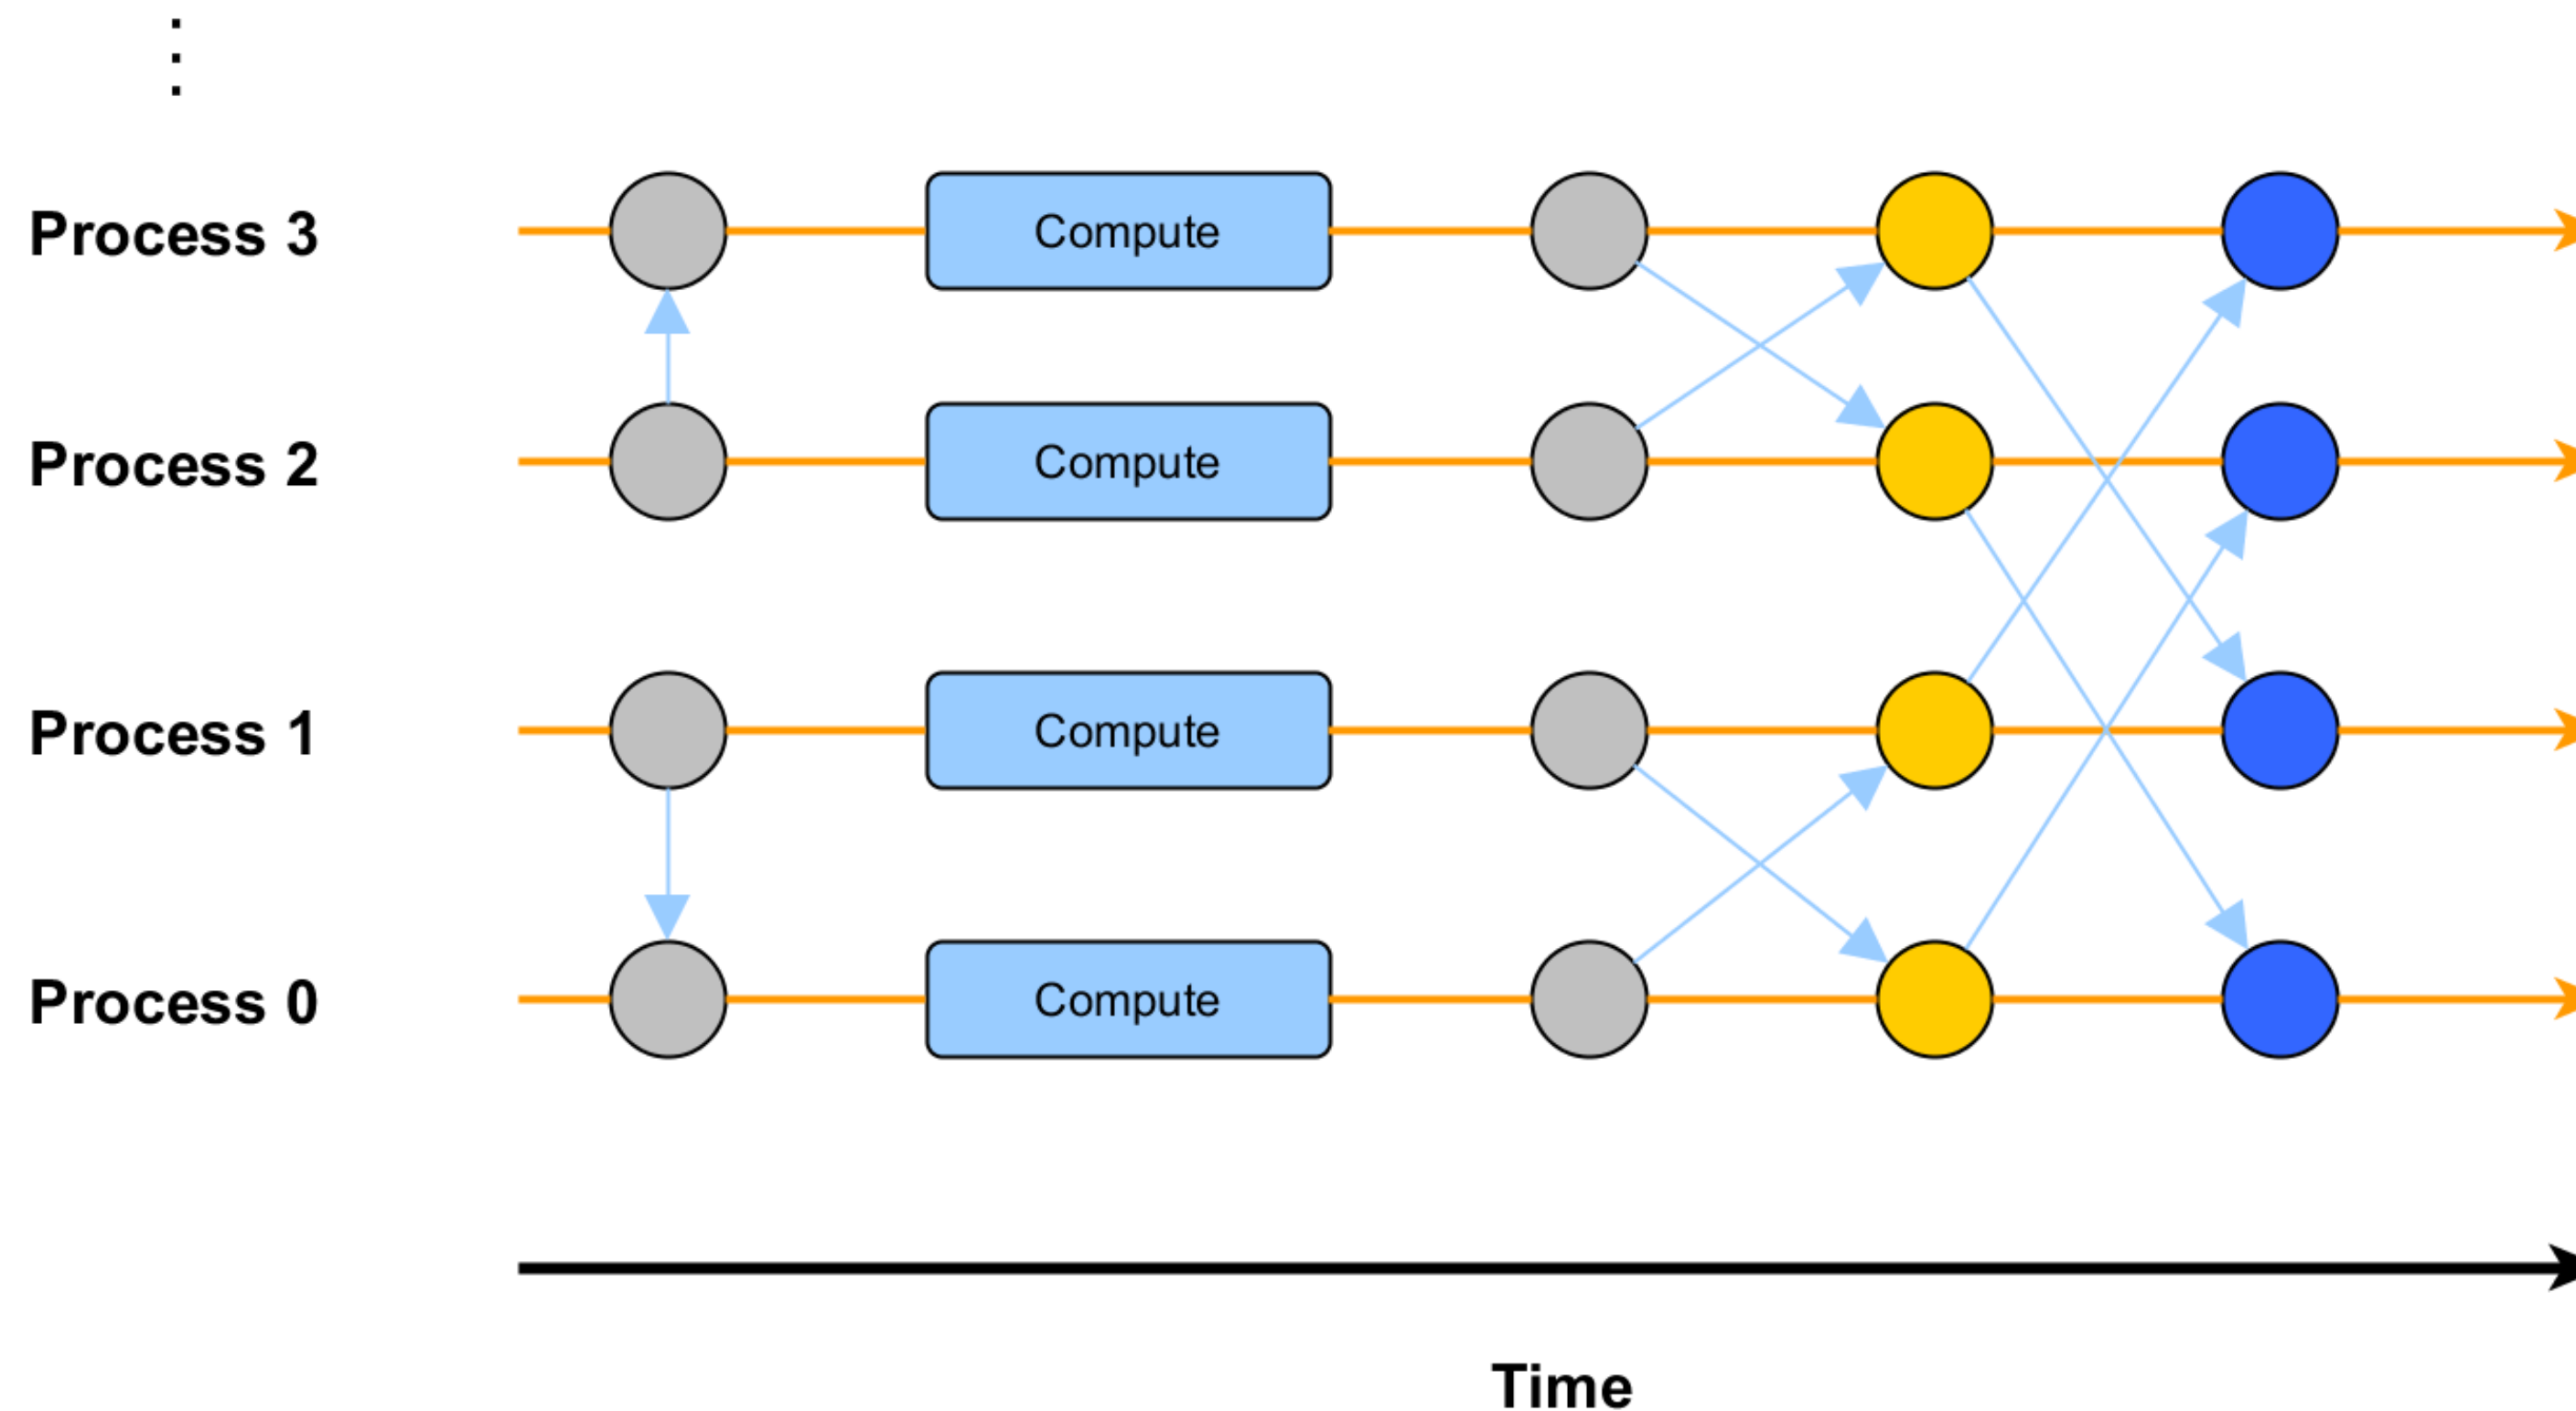 Process 3
Compute
Process 2
Compute
Process 1
Compute
Process 0
Compute
Time